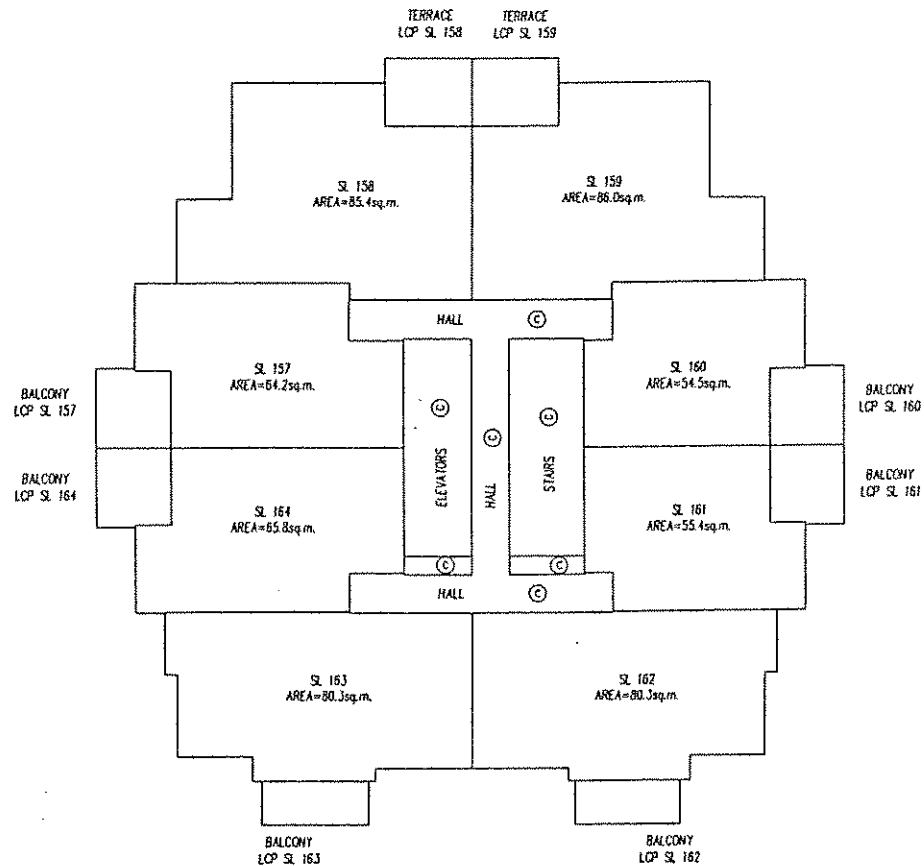 TERRACE
LCP SL 158
TERRACE
LCP SL 159
SL 158
AREA=85.4sq.m.
SL 159
AREA=86.0sq.m.
HALL
C
SL 157
AREA=64.2sq.m.
SL 160
AREA=54.5sq.m.
BALCONY
LCP SL 157
BALCONY
LCP SL 160
C
C
C
ELEVATORS
HALL
STAIRS
BALCONY
LCP SL 164
BALCONY
LCP SL 161
SL 164
AREA=65.8sq.m.
SL 161
AREA=55.4sq.m.
C
C
HALL
C
SL 163
AREA=80.3sq.m.
SL 162
AREA=80.3sq.m.
BALCONY
LCP SL 163
BALCONY
LCP SL 162